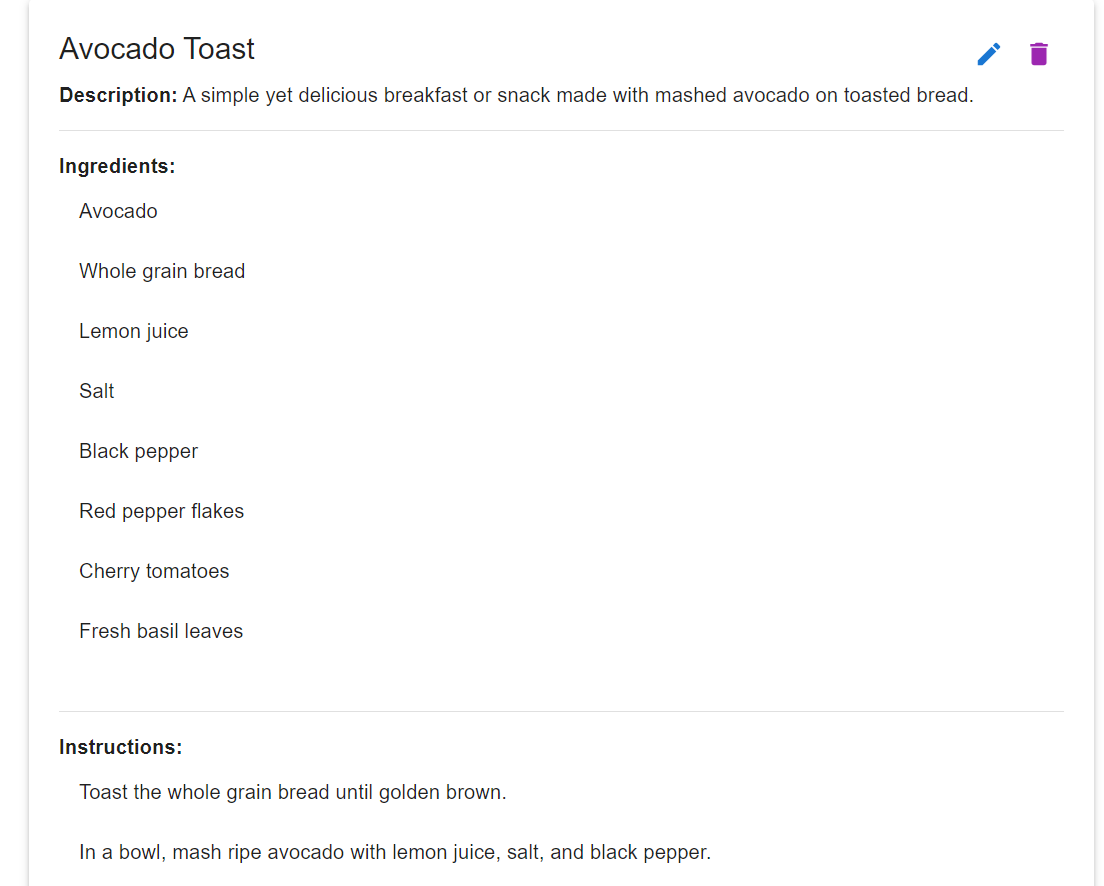 Avocado Toast
Description: A simple yet delicious breakfast or snack made with mashed avocado on toasted bread.
Ingredients:
Avocado
Whole grain bread
Lemon juice
Salt
Black pepper
Red pepper flakes
Cherry tomatoes
Fresh basil leaves
Instructions:
Toast the whole grain bread until golden brown.
In a bowl, mash ripe avocado with lemon juice, salt, and black pepper.